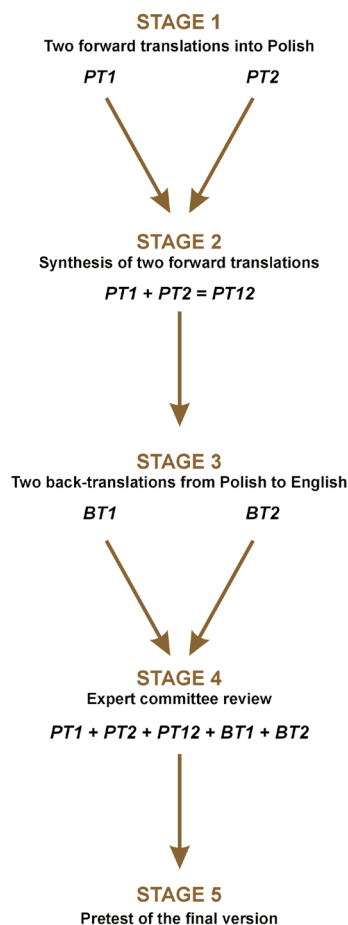 STAGE 1
Two forward translations into Polish
PT1 PT2
STAGE 2
Synthesis of two forward translations
PT1 + PT2 = PT12
STAGE 3
Two back-translations from Polish to English
BT1 BT2
STAGE 4
Expert committee review
PT1 + PT2 + PT12 + BT1 + BT2
STAGE 5
Pretest of the final version